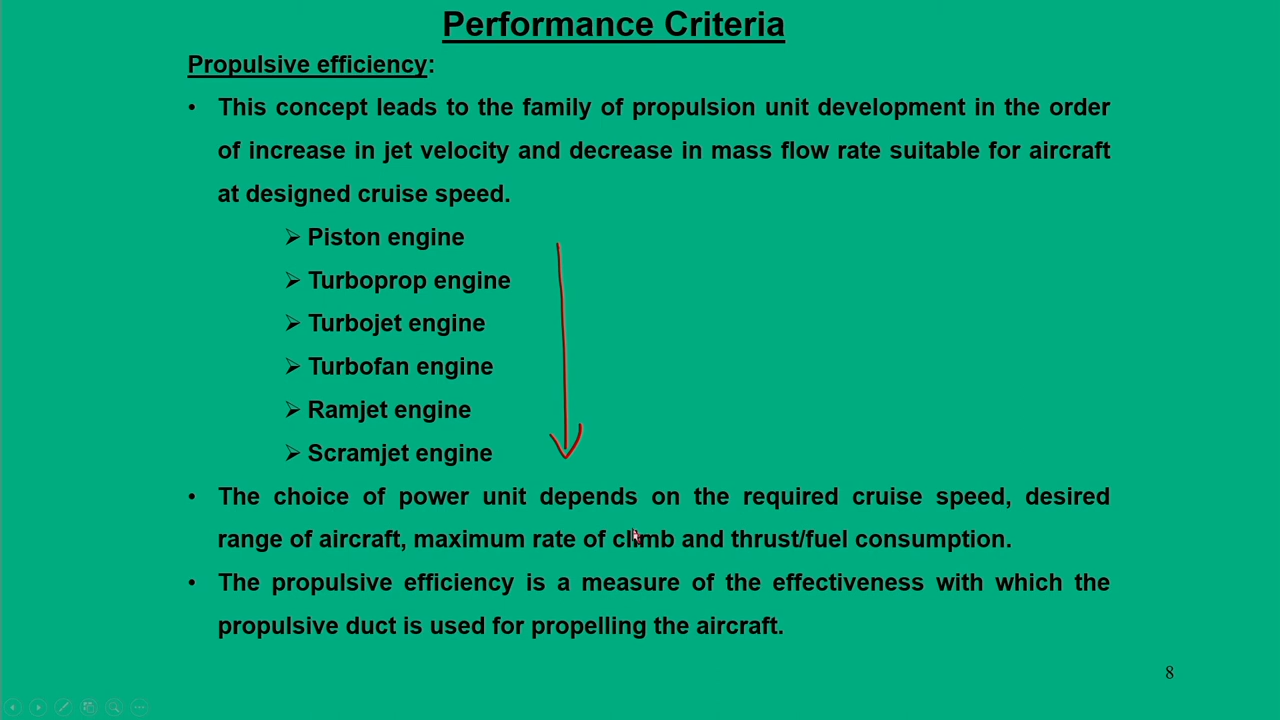 Performance Criteria
Propulsive efficiency:
• This concept leads to the family of propulsion unit development in the order
of increase in jet velocity and decrease in mass flow rate suitable for aircraft
at designed cruise speed.
➢ Piston engine
➢ Turboprop engine
➢ Turbojet engine
➢ Turbofan engine
➢ Ramjet engine
➢ Scramjet engine
• The choice of power unit depends on the required cruise speed, desired
range of aircraft, maximum rate of climb and thrust/fuel consumption.
• The propulsive efficiency is a measure of the effectiveness with which the
propulsive duct is used for propelling the aircraft.
8